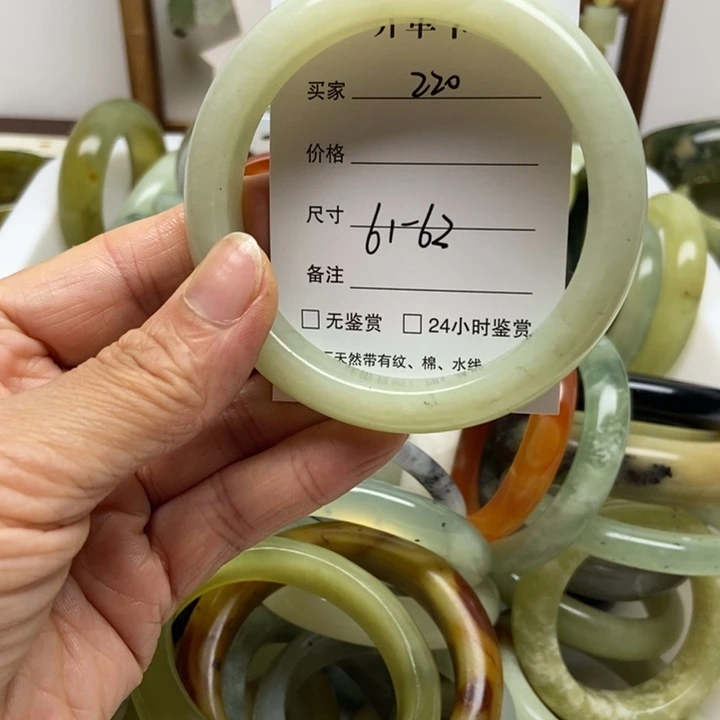 买家 220
价格
尺寸 61-62
备注
□ 无鉴赏 □ 24小时鉴赏
天然带有纹、棉、水线